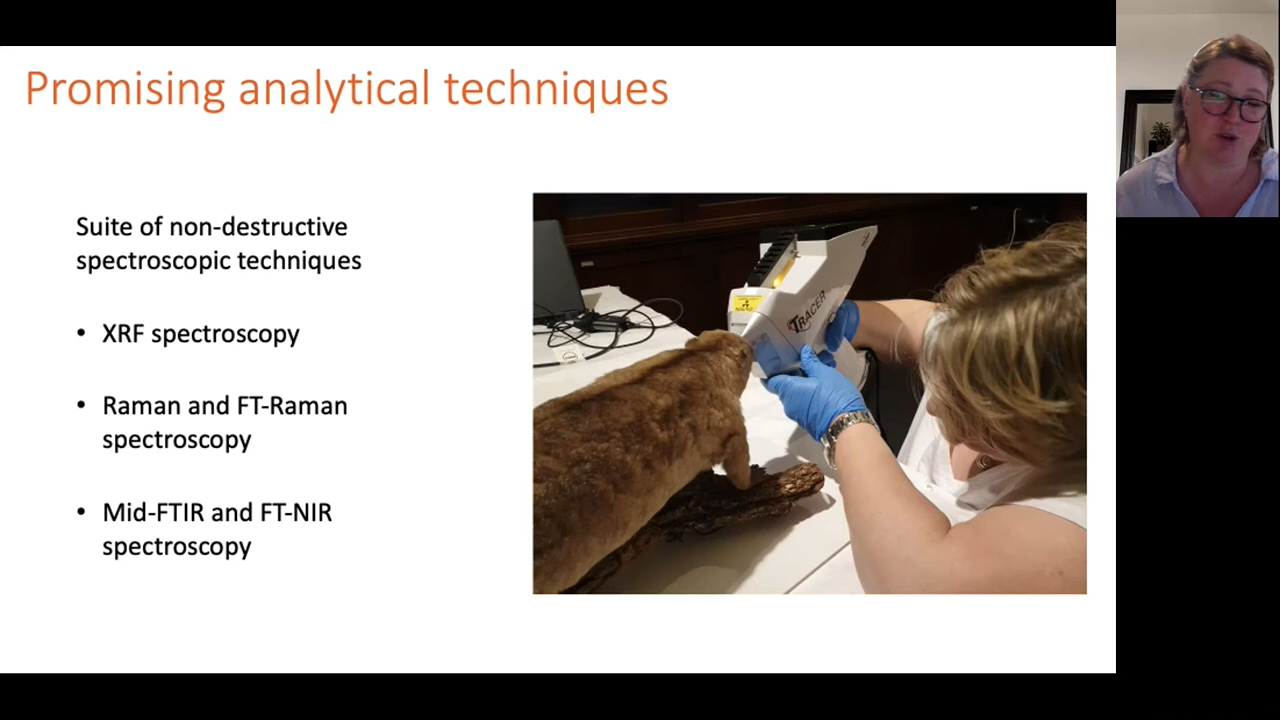 Promising analytical techniques
Suite of non-destructive
spectroscopic techniques
• XRF spectroscopy
• Raman and FT-Raman
spectroscopy
• Mid-FTIR and FT-NIR
spectroscopy
TRACER